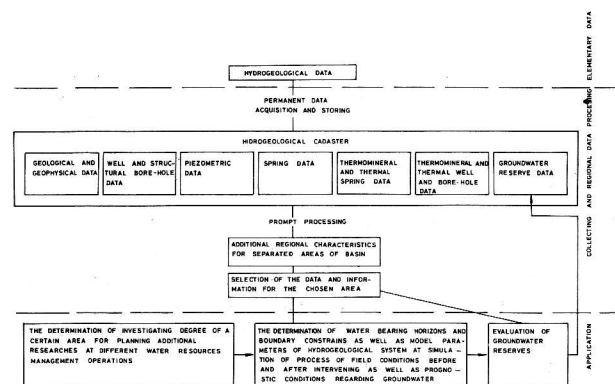 HYDROGEOLOGICAL DATA
PERMANENT DATA
ACQUISITION AND STORING
HIDROGEOLOGICAL CADASTER
GEOLOGICAL AND
GEOPHYSICAL DATA
WELL AND STRUC-
TURAL BORE-HOLE
DATA
PIEZOMETRIC
DATA
SPRING DATA
THERMOMINERAL
AND THERMAL
SPRING DATA
THERMOMINERAL AND
THERMAL WELL
AND BORE-HOLE
DATA
GROUNDWATER
RESERVE DATA
PROMPT PROCESSING
ADDITIONAL REGIONAL CHARACTERISTICS
FOR SEPARATED AREAS OF BASIN
SELECTION OF THE DATA AND INFOR-
MATION FOR THE CHOSEN AREA
THE DETERMINATION OF INVESTIGATING DEGREE OF A
CERTAIN AREA FOR PLANNING ADDITIONAL
RESEARCHES AT DIFFERENT WATER RESOURCES
MANAGEMENT OPERATIONS
THE DETERMINATION OF WATER BEARING HORIZONS AND
BOUNDARY CONSTRAINS AS WELL AS MODEL PARA-
METERS OF HYDROGEOLOGICAL SYSTEM AT SIMULA-
TION OF PROCESS OF FIELD CONDITIONS BEFORE
AND AFTER INTERVENING AS WELL AS PROGNO-
STIC CONDITIONS REGARDING GROUNDWATER
EVALUATION OF
GROUNDWATER
RESERVES
ELEMENTARY DATA
COLLECTING AND REGIONAL DATA PROCESSING
APPLICATION